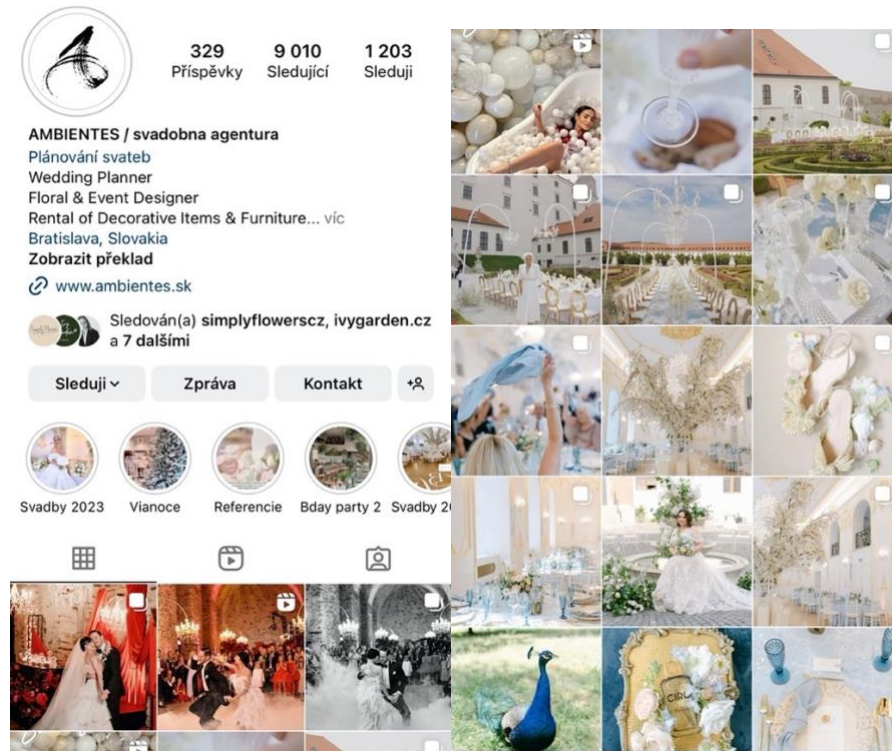 329 9 010 1 203
Příspěvky Sledující Sleduji
AMBIENTES / svadobna agentura
Plánování svateb
Wedding Planner
Floral & Event Designer
Rental of Decorative Items & Furniture... víc
Bratislava, Slovakia
Zobrazit překlad
www.ambientes.sk
Sledován(a) simplyflowerscz, ivygarden.cz
a 7 dalšími
Sleduji Zpráva Kontakt
Svadby 2023 Vianoce Referencie Bday party 2 Svadby 20